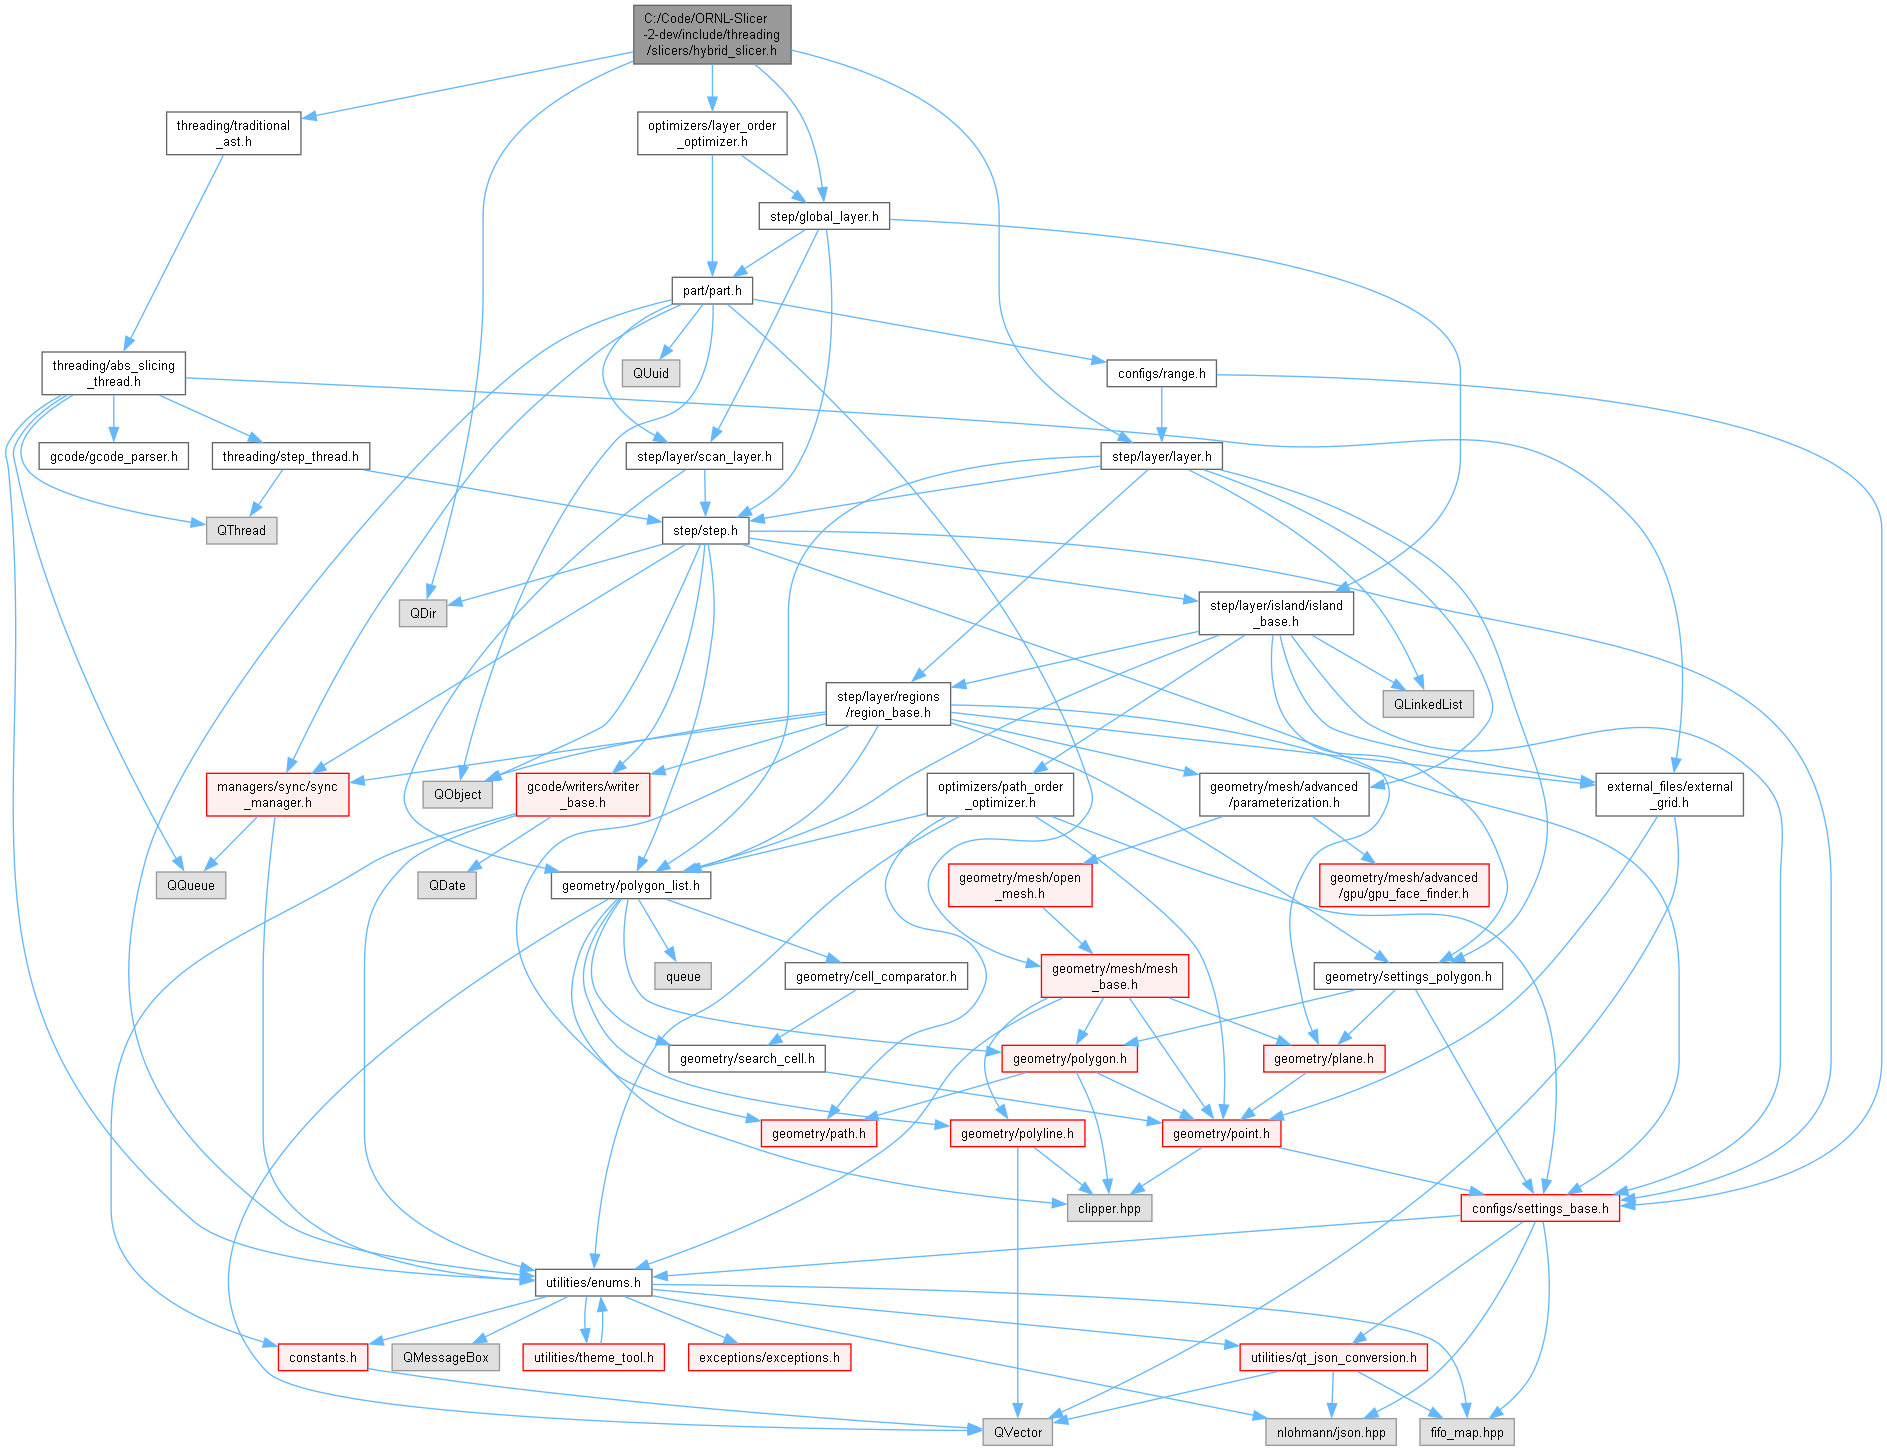 C:/Code/ORNL-Slicer
-2-dev/include/threading
/slicers/hybrid_slicer.h
threading/traditional
_ast.h
optimizers/layer_order
_optimizer.h
step/global_layer.h
part/part.h
threading/abs_slicing
_thread.h
QUuid
configs/range.h
gcode/gcode_parser.h
threading/step_thread.h
step/layer/scan_layer.h
step/layer/layer.h
QThread
step/step.h
QDir
step/layer/island/island
_base.h
step/layer/regions
/region_base.h
QLinkedList
managers/sync/sync
_manager.h
QObject
gcode/writers/writer
_base.h
optimizers/path_order
_optimizer.h
geometry/mesh/advanced
/parameterization.h
external_files/external
_grid.h
QQueue
QDate
geometry/polygon_list.h
geometry/mesh/open
_mesh.h
geometry/mesh/advanced
/gpu/gpu_face_finder.h
queue
geometry/cell_comparator.h
geometry/mesh/mesh
_base.h
geometry/settings_polygon.h
geometry/search_cell.h
geometry/polygon.h
geometry/plane.h
geometry/path.h
geometry/polyline.h
geometry/point.h
clipper.hpp
configs/settings_base.h
utilities/enums.h
constants.h
QMessageBox
utilities/theme_tool.h
exceptions/exceptions.h
utilities/qt_json_conversion.h
QVector
nlohmann/json.hpp
fifo_map.hpp